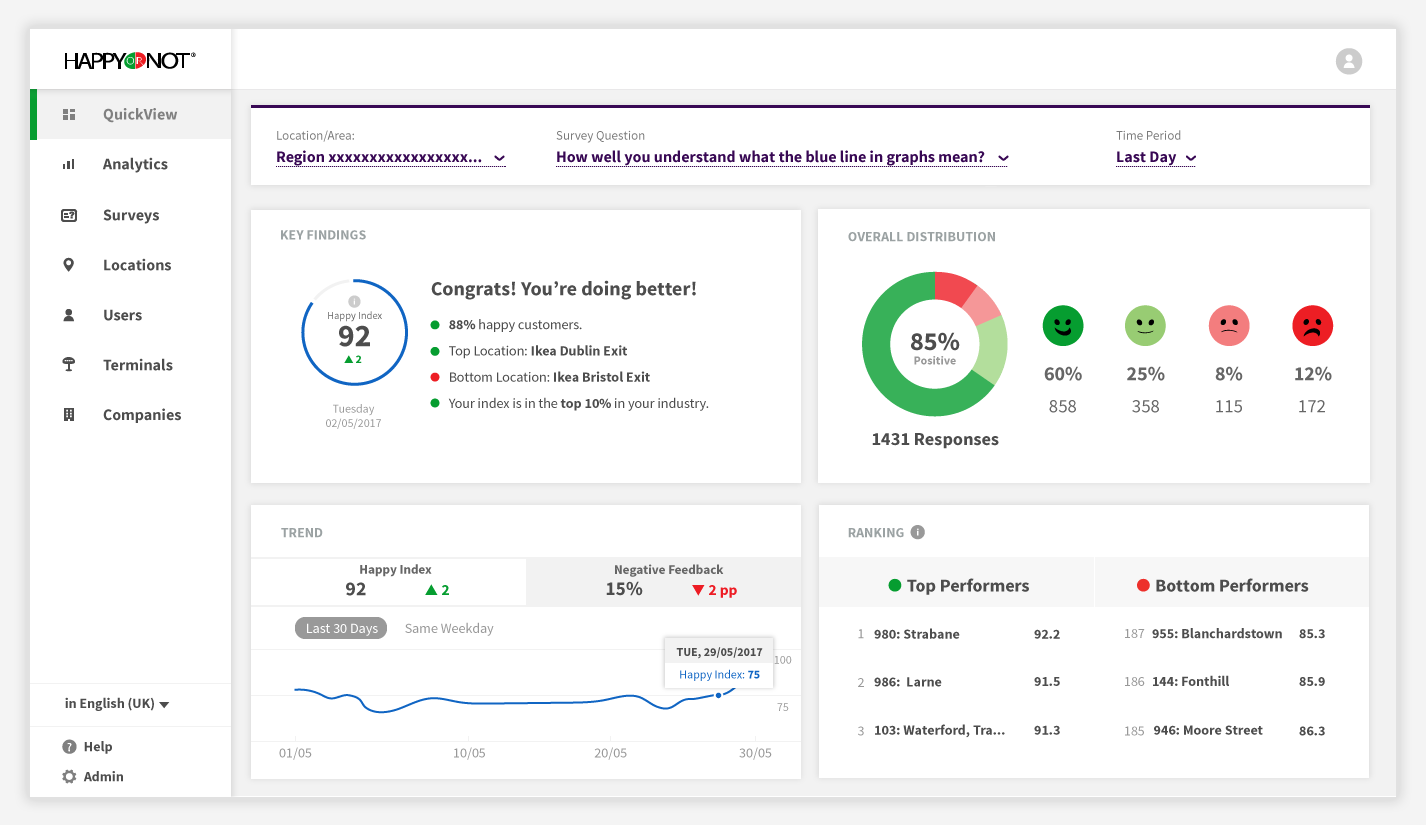 HAPPY OR NOT®
QuickView
Analytics
Surveys
Locations
Users
Terminals
Companies
in English (UK)
? Help
Admin
Location/Area:
Region xxxxxxxxxxxxxxxxx...
Survey Question
How well you understand what the blue line in graphs mean?
Time Period
Last Day
KEY FINDINGS
i
Happy Index
92
▲ 2
Tuesday
02/05/2017
Congrats! You’re doing better!
88% happy customers.
Top Location: Ikea Dublin Exit
Bottom Location: Ikea Bristol Exit
Your index is in the top 10% in your industry.
OVERALL DISTRIBUTION
85%
Positive
1431 Responses
60% 25% 8% 12%
858 358 115 172
TREND
Happy Index
92 ▲ 2
Negative Feedback
15% ▼ 2 pp
Last 30 Days Same Weekday
TUE, 29/05/2017
Happy Index: 75
100
75
01/05 10/05 20/05 30/05
RANKING i
Top Performers
1 980: Strabane 92.2
2 986: Larne 91.5
3 103: Waterford, Tra... 91.3
Bottom Performers
187 955: Blanchardstown 85.3
186 144: Fonthill 85.9
185 946: Moore Street 86.3